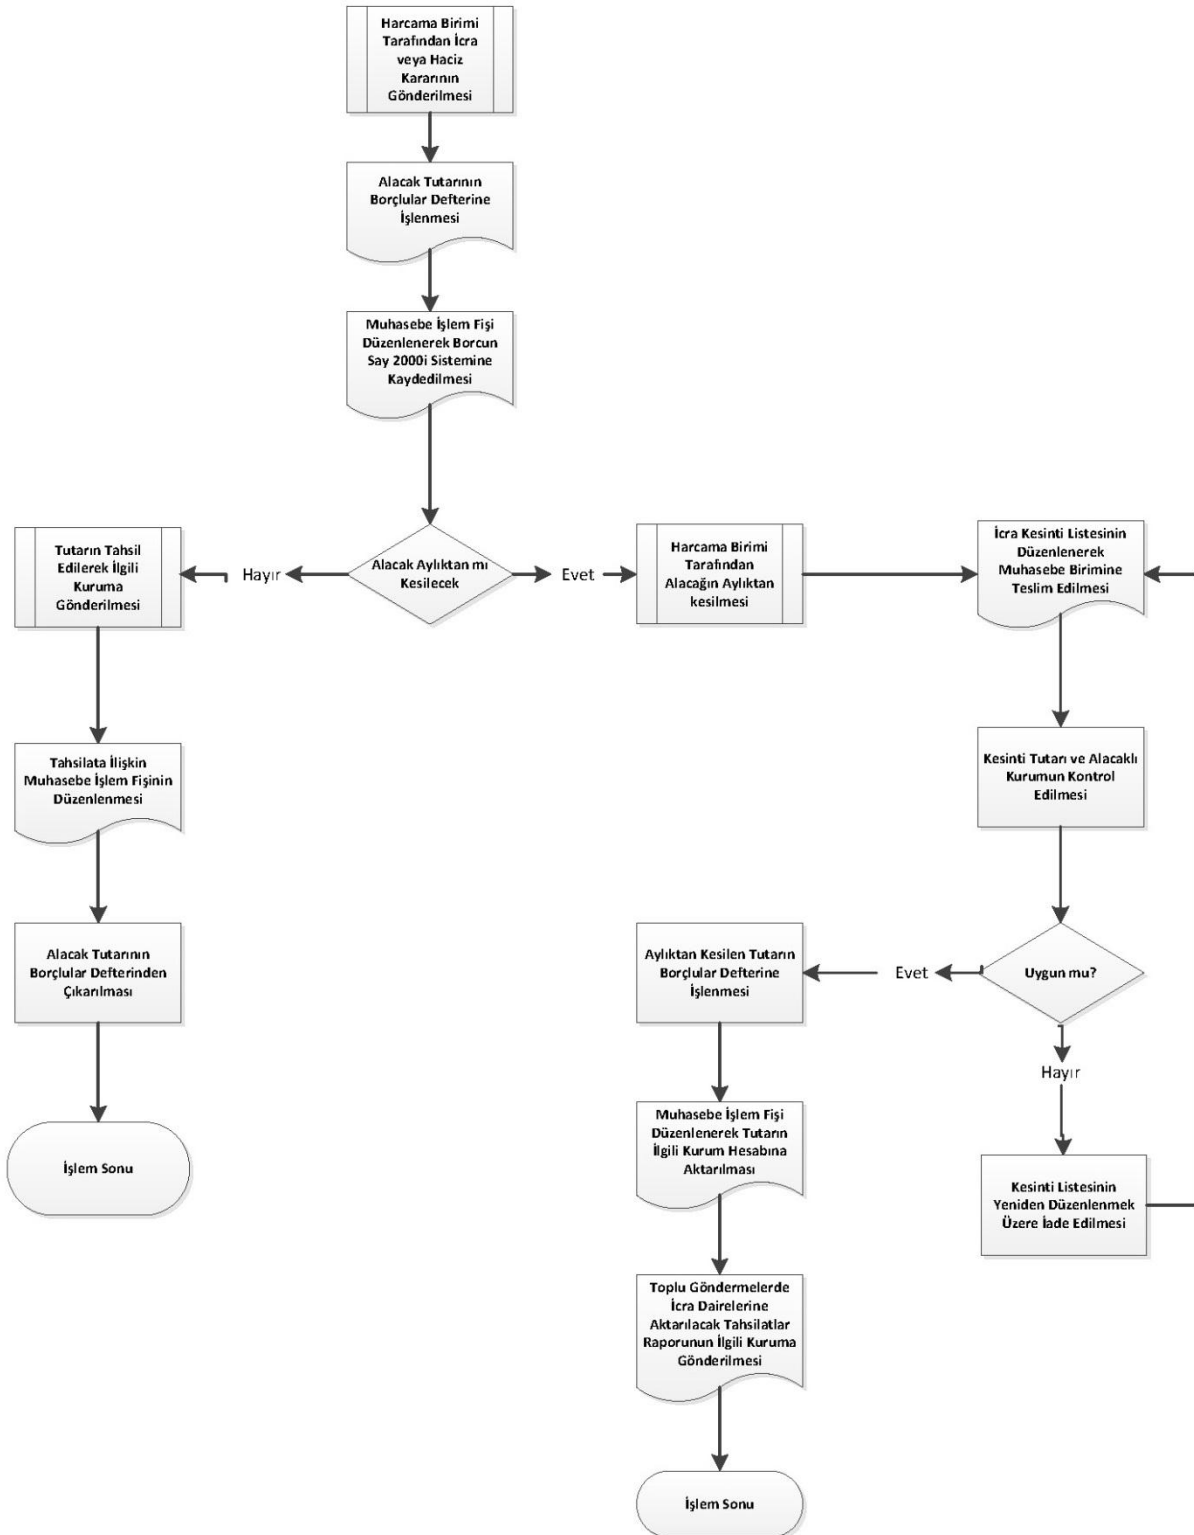 Harcama Birimi
Tarafından İcra
veya Haciz
Kararının
Gönderilmesi
Alacak Tutarının
Borçlular Defterine
İşlenmesi
Muhasebe İşlem Fişi
Düzenlenerek Borcun
Say 2000i Sistemine
Kaydedilmesi
Alacak Aylıktan mı
Kesilecek
Hayır
Evet
Tutarın Tahsil
Edilerek İlgili
Kuruma
Gönderilmesi
Tahsilata İlişkin
Muhasebe İşlem Fişinin
Düzenlenmesi
Alacak Tutarının
Borçlular Defterinden
Çıkarılması
İşlem Sonu
Harcama Birimi
Tarafından
Alacağın Aylıktan
kesilmesi
İcra Kesinti Listesinin
Düzenlenerek
Muhasebe Birimine
Teslim Edilmesi
Kesinti Tutarı ve Alacaklı
Kurumun Kontrol
Edilmesi
Uygun mu?
Evet
Hayır
Aylıktan Kesilen Tutarın
Borçlular Defterine
İşlenmesi
Muhasebe İşlem Fişi
Düzenlenerek Tutarın
İlgili Kurum Hesabına
Aktarılması
Kesinti Listesinin
Yeniden Düzenlenmek
Üzere İade Edilmesi
Toplu Göndermelerde
İcra Dairelerine
Aktarılacak Tahsilatlar
Raporunun İlgili Kuruma
Gönderilmesi
İşlem Sonu